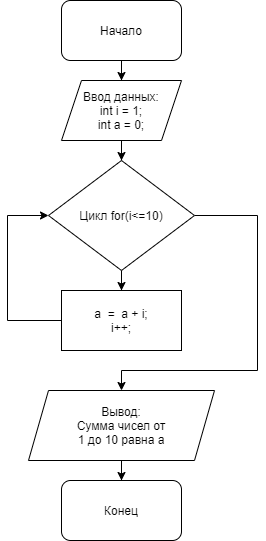 Начало
Ввод данных:
int i = 1;
int a = 0;
Цикл for(i<=10)
a = a + i;
i++;
Вывод:
Сумма чисел от
1 до 10 равна а
Конец